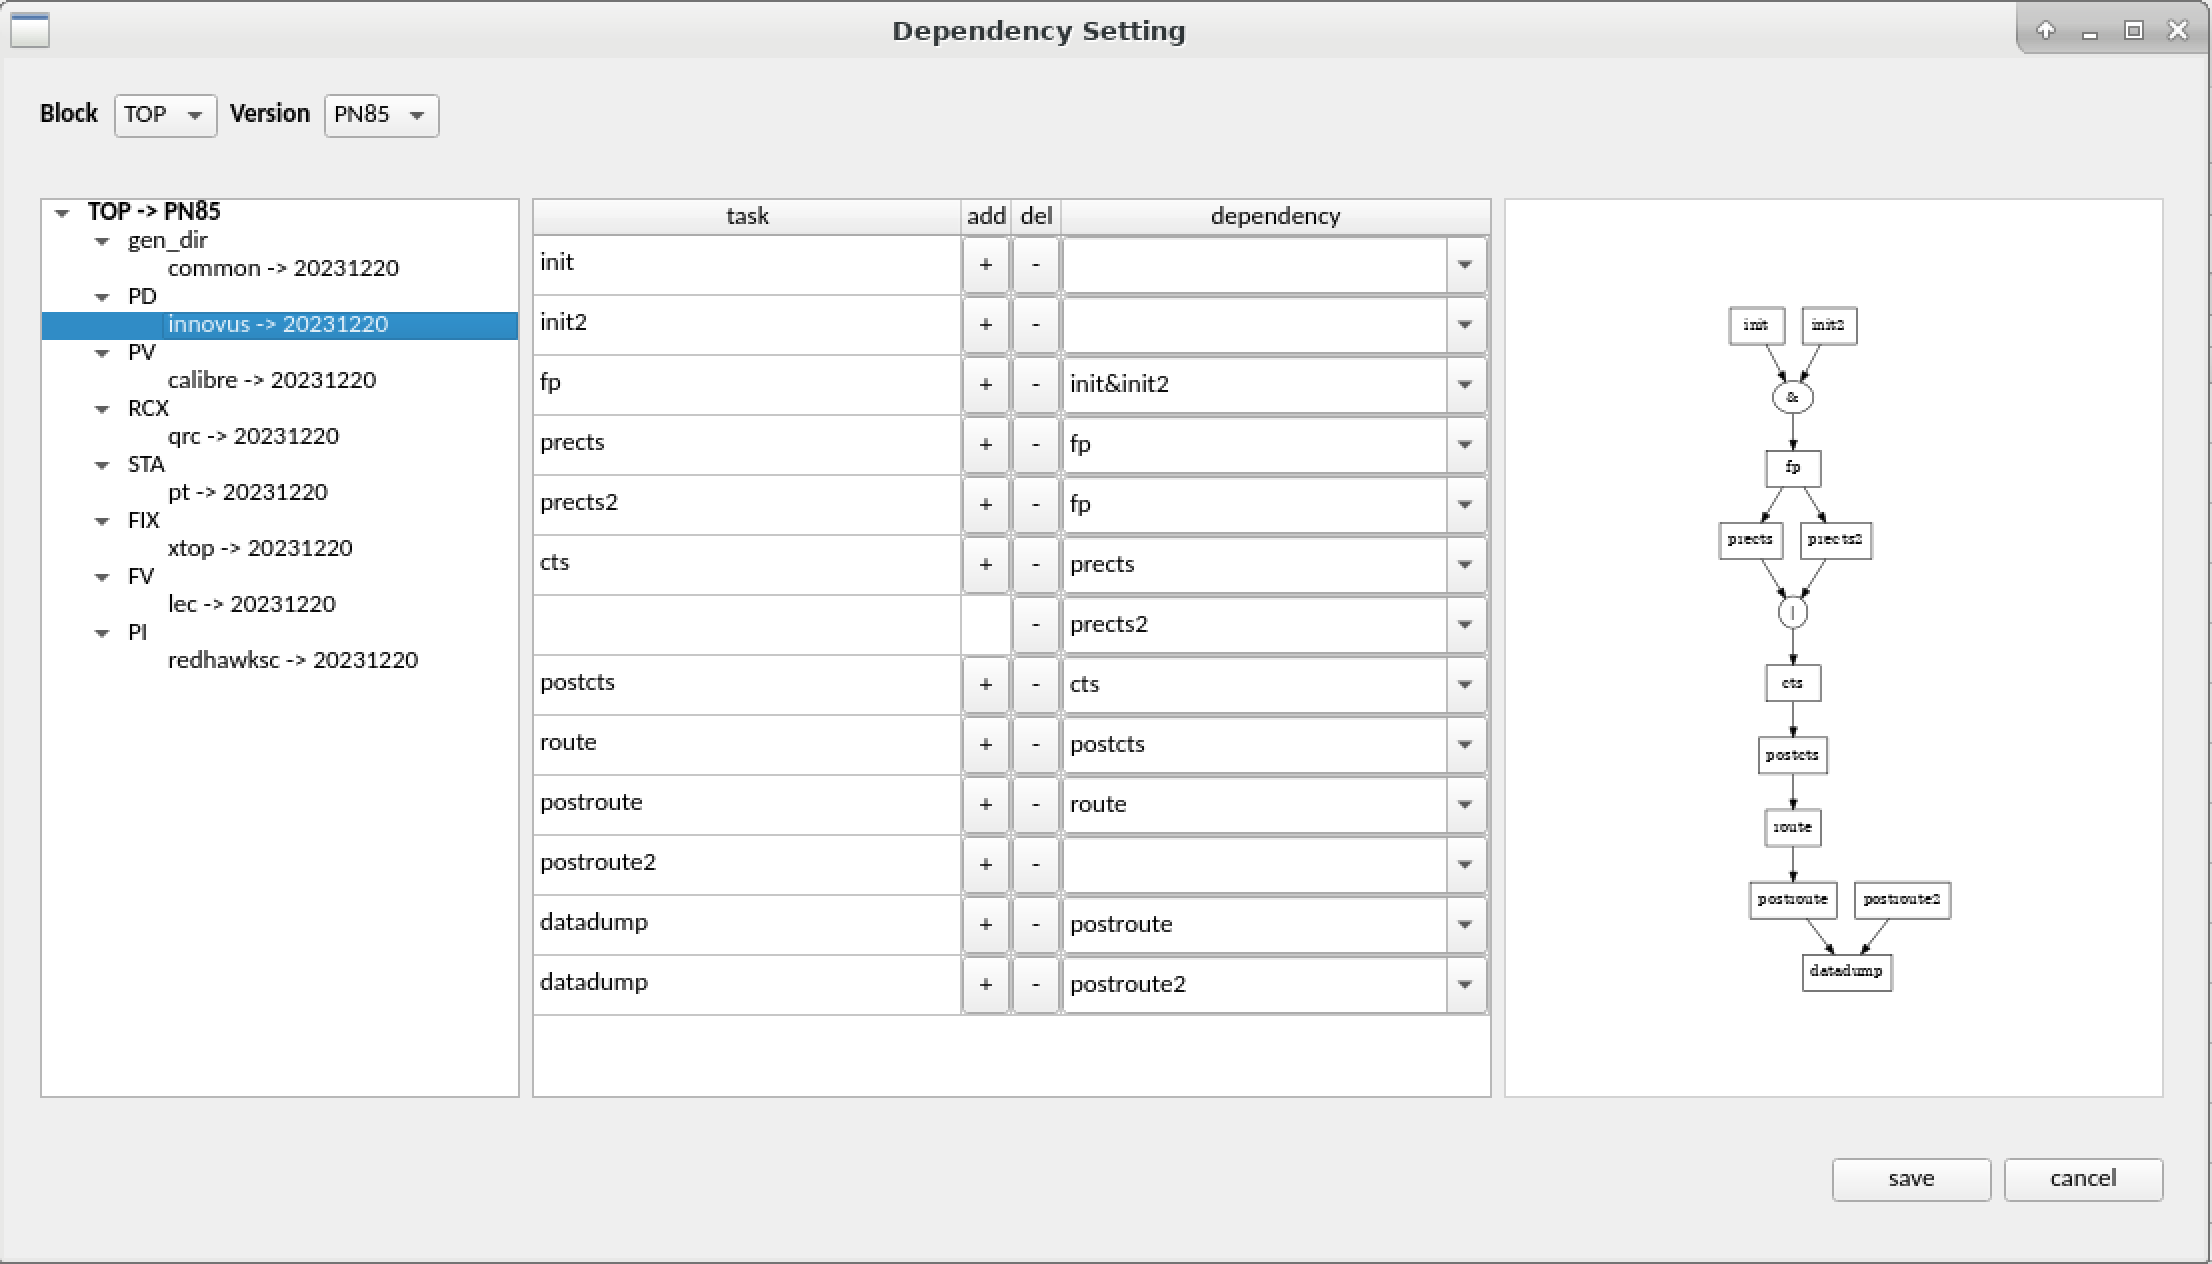 Dependency Setting
Block TOP Version PN85
TOP -> PN85
gen_dir
common -> 20231220
PD
innovus -> 20231220
PV
calibre -> 20231220
RCX
qrc -> 20231220
STA
pt -> 20231220
FIX
xtop -> 20231220
FV
lec -> 20231220
PI
redhawksc -> 20231220
task add del dependency
init + -
init2 + -
fp + - init&init2
prects + - fp
prects2 + - fp
cts + - prects
- prects2
postcts + - cts
route + - postcts
postroute + - route
postroute2 + -
datadump + - postroute
datadump + - postroute2
init init2
&
fp
prects prects2
|
cts
postcts
route
postroute postroute2
datadump
save cancel